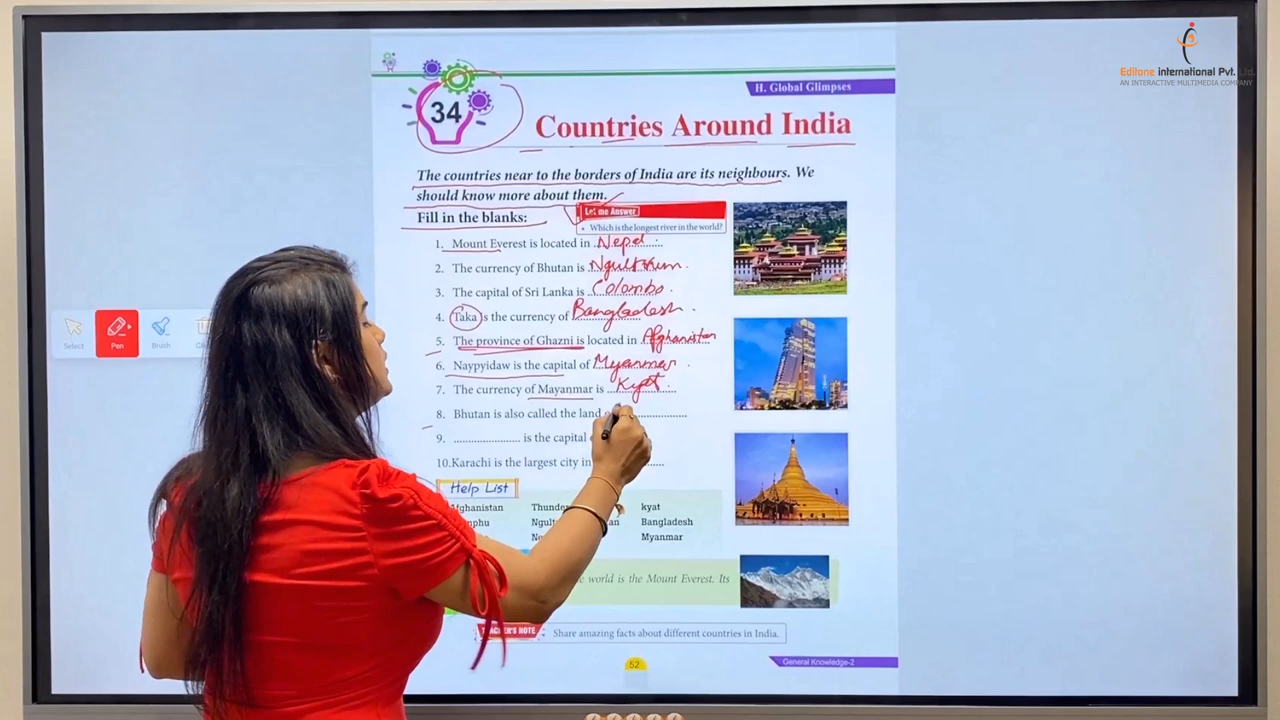 Editone international Pvt. Ltd.
AN INTERACTIVE MULTIMEDIA COMPANY
H. Global Glimpses
34
Countries Around India
The countries near to the borders of India are its neighbours. We
should know more about them.
Fill in the blanks:
Let me Answer
• Which is the longest river in the world?
1. Mount Everest is located in Nepal
2. The currency of Bhutan is Ngultrum.
3. The capital of Sri Lanka is Colombo.
4. Taka is the currency of Bangladesh.
5. The province of Ghazni is located in Afghanistan
6. Naypyidaw is the capital of Myanmar.
7. The currency of Mayanmar is Kyat.
8. Bhutan is also called the land
9. .................... is the capital
10.Karachi is the largest city in
Select
Pen
Brush
Help List
Afghanistan kyat
Bangladesh
Myanmar
world is the Mount Everest. Its
TEACHER'S NOTE Share amazing facts about different countries in India.
52
General Knowledge-2